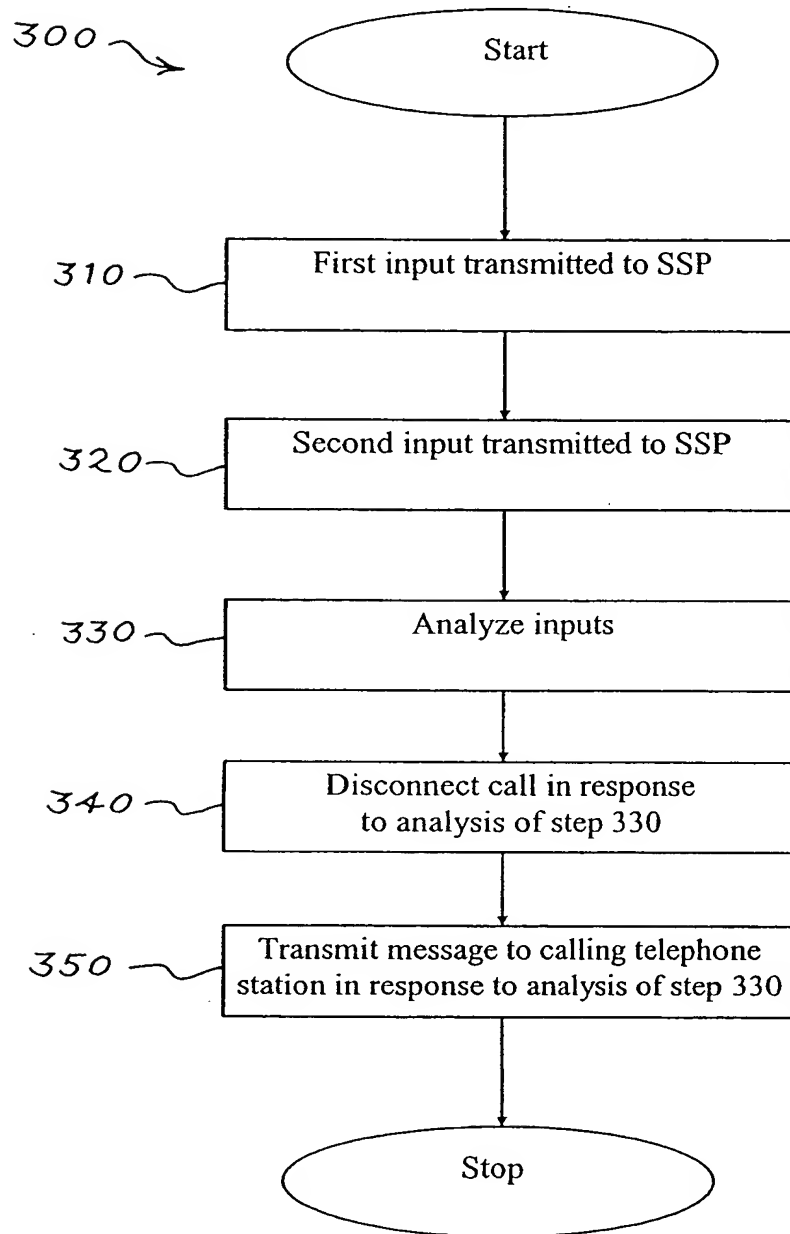 300
Start
310
First input transmitted to SSP
320
Second input transmitted to SSP
330
Analyze inputs
340
Disconnect call in response
to analysis of step 330
350
Transmit message to calling telephone
station in response to analysis of step 330
Stop